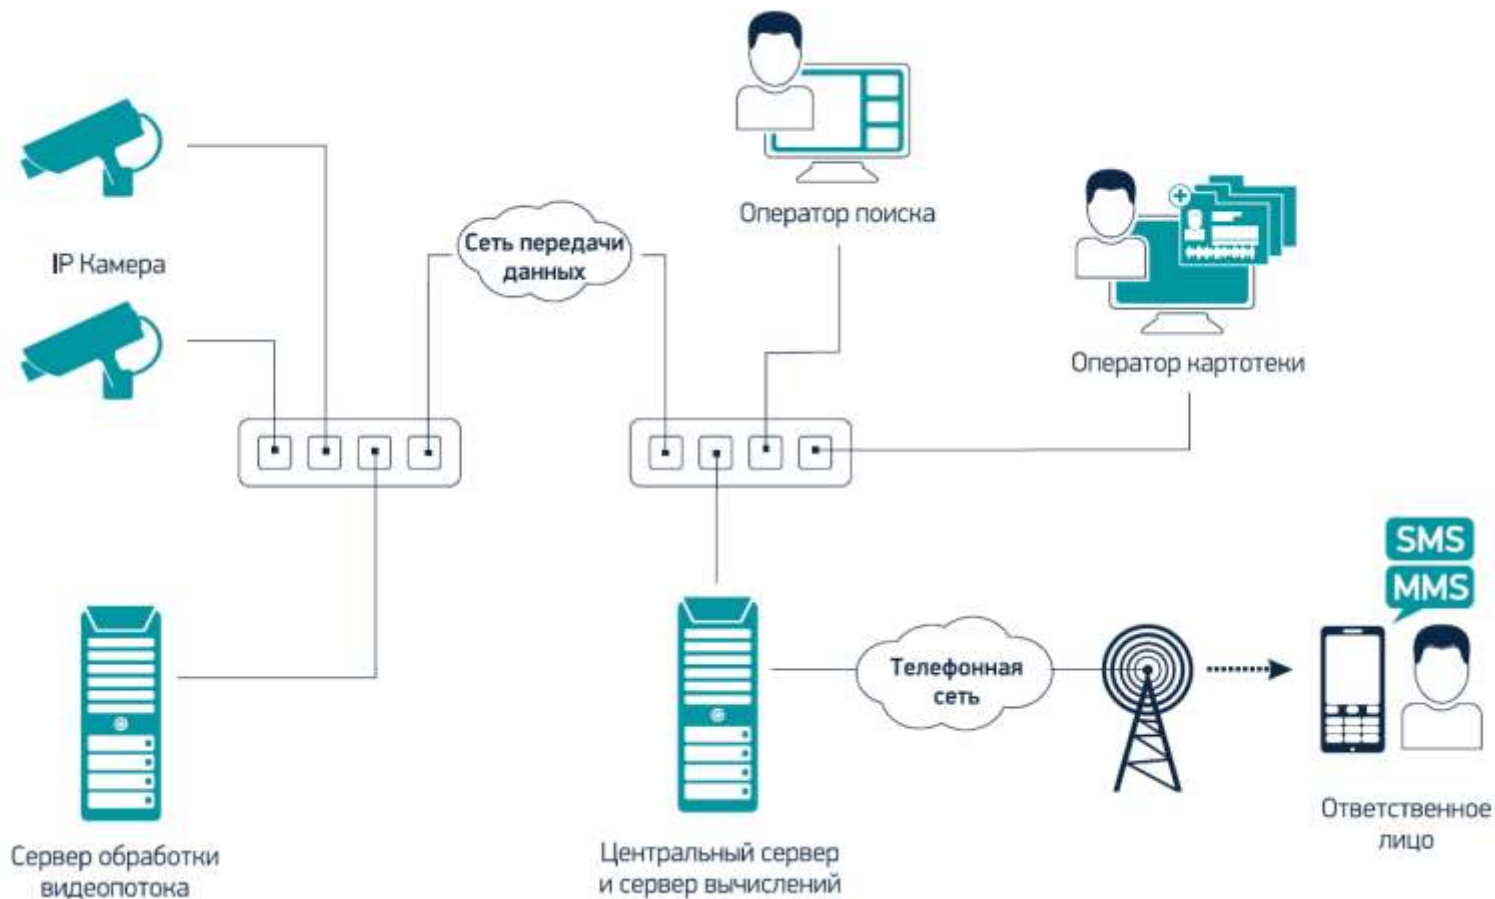 Оператор поиска
Сеть передачи
данных
IP Камера
Оператор картотеки
SMS
MMS
Телефонная
сеть
Ответственное
лицо
Сервер обработки
видеопотока
Центральный сервер
и сервер вычислений